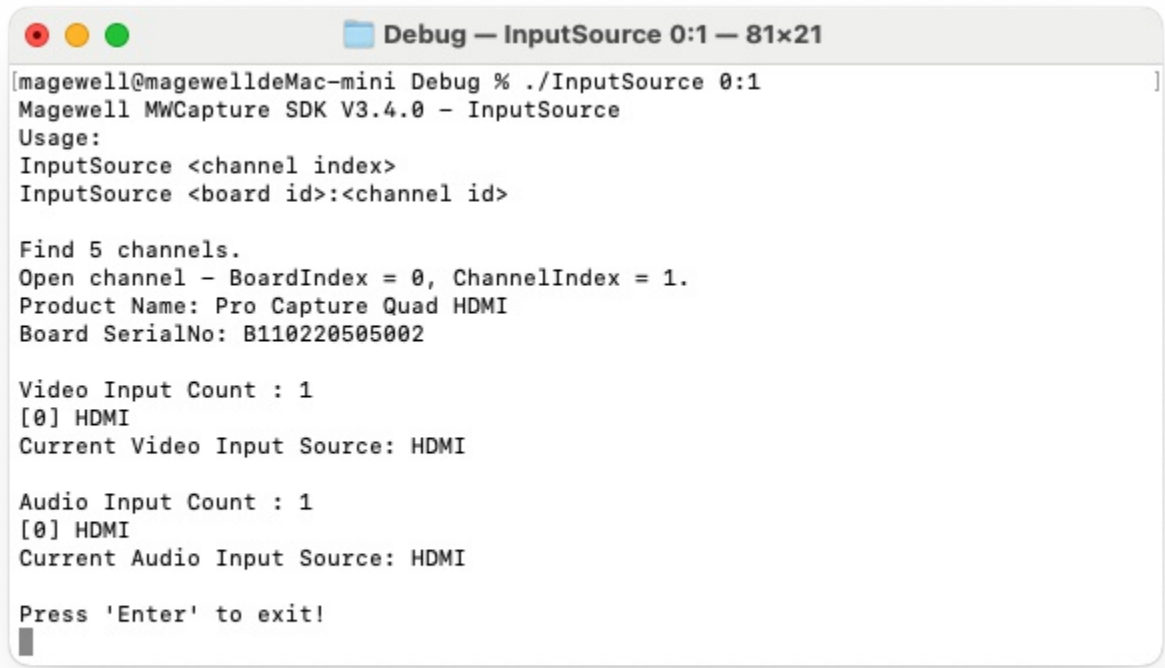 Debug — InputSource 0:1 — 81×21
[magewell@magewelldeMac-mini Debug % ./InputSource 0:1 ]
Magewell MWCapture SDK V3.4.0 - InputSource
Usage:
InputSource <channel index>
InputSource <board id>:<channel id>

Find 5 channels.
Open channel - BoardIndex = 0, ChannelIndex = 1.
Product Name: Pro Capture Quad HDMI
Board SerialNo: B110220505002

Video Input Count : 1
[0] HDMI
Current Video Input Source: HDMI

Audio Input Count : 1
[0] HDMI
Current Audio Input Source: HDMI

Press 'Enter' to exit!